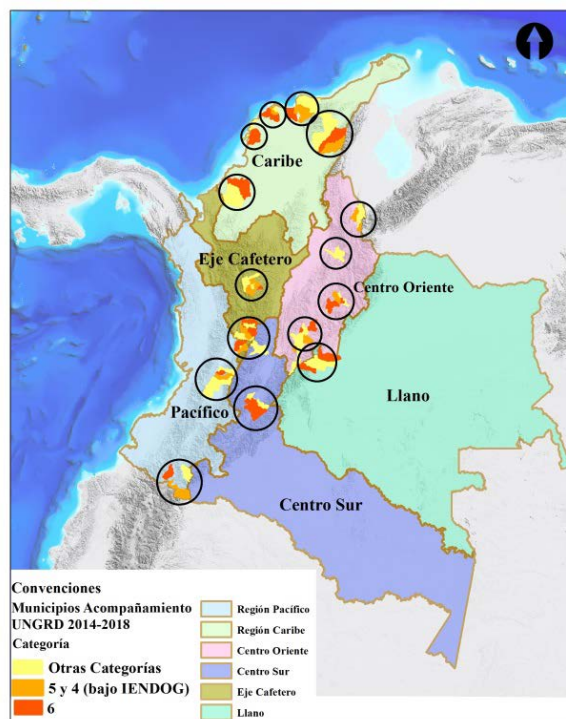 Caribe
Eje Cafetero
Centro Oriente
Llano
Pacífico
Centro Sur
Convenciones
Municipios Acompañamiento
UNGRD 2014-2018
Categoría
Otras Categorías
5 y 4 (bajo IENDOG)
6
Región Pacífico
Región Caribe
Centro Oriente
Centro Sur
Eje Cafetero
Llano